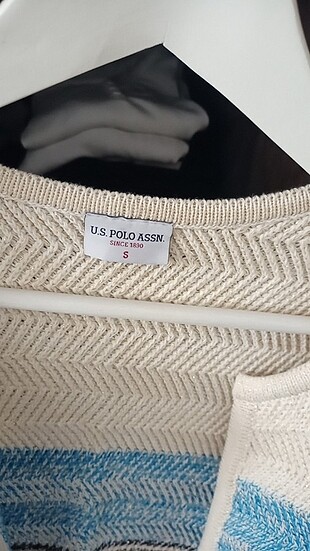 U.S. POLO ASSN.
SINCE 1890
S